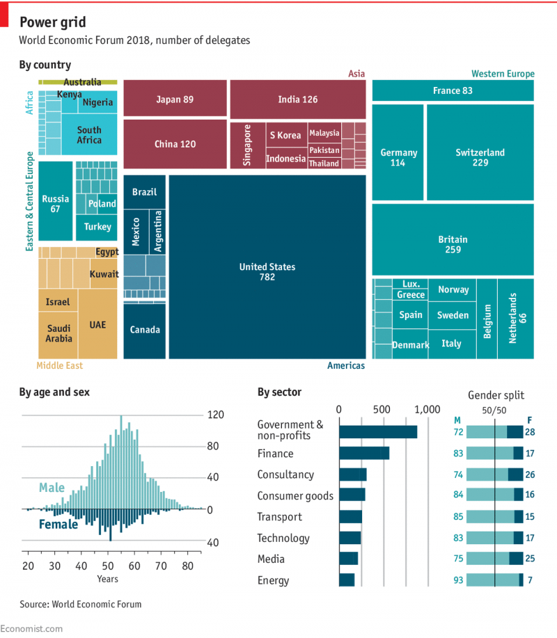 Power grid
World Economic Forum 2018, number of delegates
By country
Asia
Western Europe
Africa
Australia
Kenya
Nigeria
South
Africa
Japan 89
India 126
China 120
Singapore
S Korea
Indonesia
Malaysia
Pakistan
Thailand
France 83
Germany
114
Switzerland
229
Britain
259
Eastern & Central Europe
Russia
67
Poland
Turkey
Brazil
Mexico
Argentina
Canada
United States
782
Egypt
Kuwait
Israel
Saudi
Arabia
UAE
Lux.
Greece
Spain
Denmark
Norway
Sweden
Italy
Belgium
Netherlands
66
Middle East
Americas
By age and sex
120
80
40
0
40
Male
Female
20 30 40 50 60 70 80
Years
By sector
0 500 1,000
Gender split
50/50
M F
Government &
non-profits
72 28
Finance
83 17
Consultancy
74 26
Consumer goods
84 16
Transport
85 15
Technology
83 17
Media
75 25
Energy
93 7
Source: World Economic Forum
Economist.com